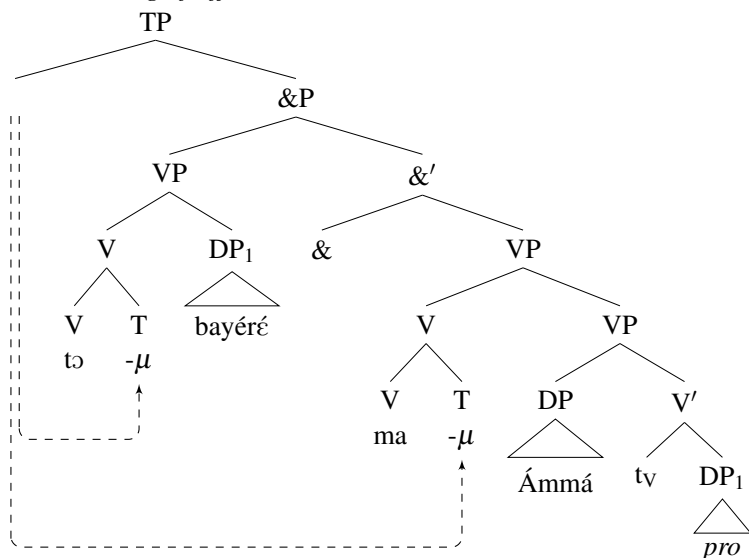 TP
&P
VP &′
V DP₁ & VP
V T bayérɛ́ V VP
tɔ -μ
V T DP V′
ma -μ Ámmá tV DP₁
pro